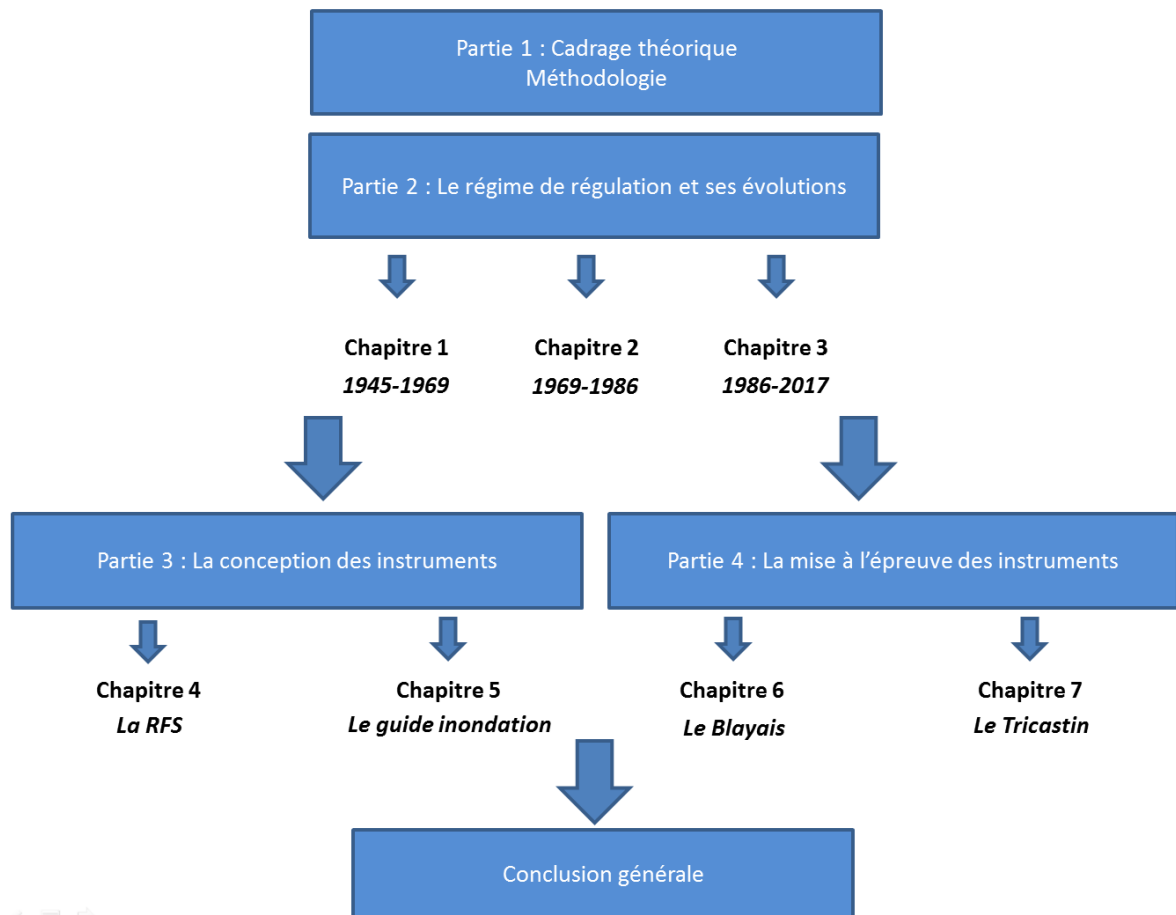 Partie 1 : Cadrage théorique
Méthodologie
Partie 2 : Le régime de régulation et ses évolutions
Chapitre 1
1945-1969
Chapitre 2
1969-1986
Chapitre 3
1986-2017
Partie 3 : La conception des instruments
Partie 4 : La mise à l’épreuve des instruments
Chapitre 4
La RFS
Chapitre 5
Le guide inondation
Chapitre 6
Le Blayais
Chapitre 7
Le Tricastin
Conclusion générale